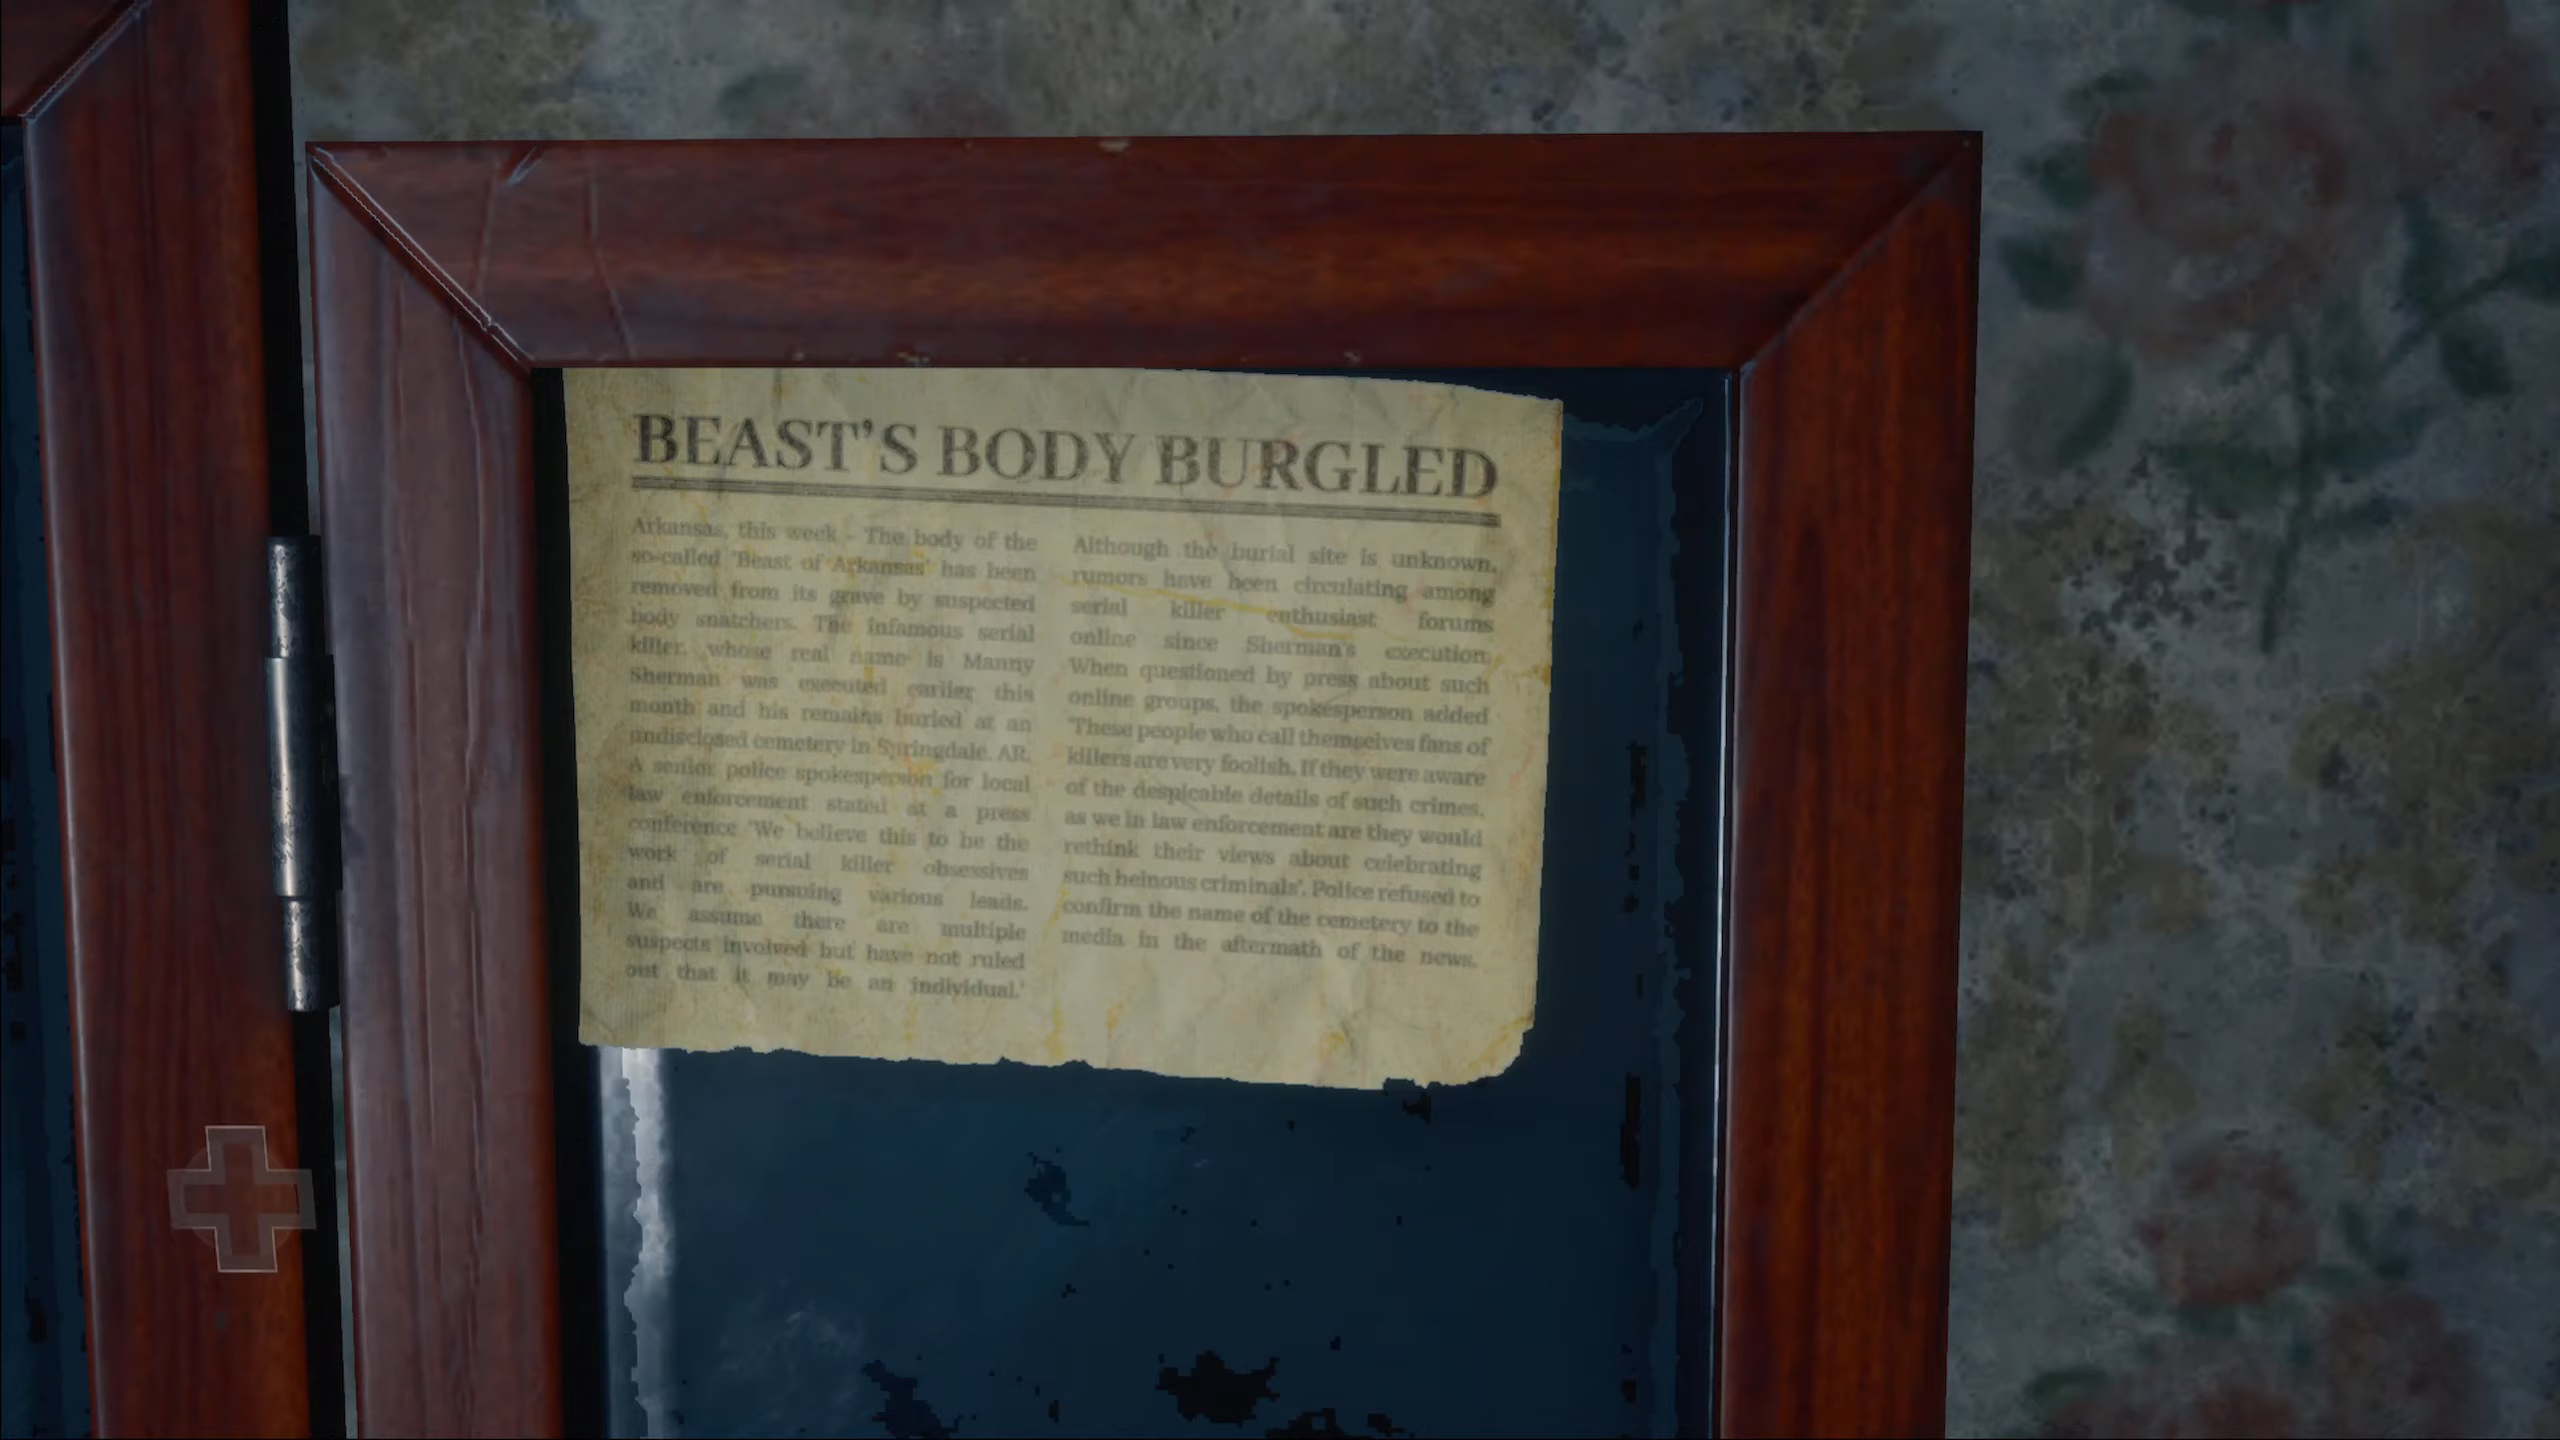 BEAST'S BODY BURGLED
Arkansas, this week - The body of the
so-called 'Beast of Arkansas' has been
removed from its grave by suspected
body snatchers. The infamous serial
killer, whose real name is Manny
Sherman was executed earlier this
month and his remains buried at an
undisclosed cemetery in Springdale, AR.
A senior police spokesperson for local
law enforcement stated at a press
conference 'We believe this to be the
work of serial killer obsessives
and are pursuing various leads.
We assume there are multiple
suspects involved but have not ruled
out that it may be an individual.'
Although the burial site is unknown,
rumors have been circulating among
serial killer enthusiast forums
online since Sherman's execution.
When questioned by press about such
online groups, the spokesperson added
'These people who call themselves fans of
killers are very foolish. If they were aware
of the despicable details of such crimes,
as we in law enforcement are they would
rethink their views about celebrating
such heinous criminals'. Police refused to
confirm the name of the cemetery to the
media in the aftermath of the news.